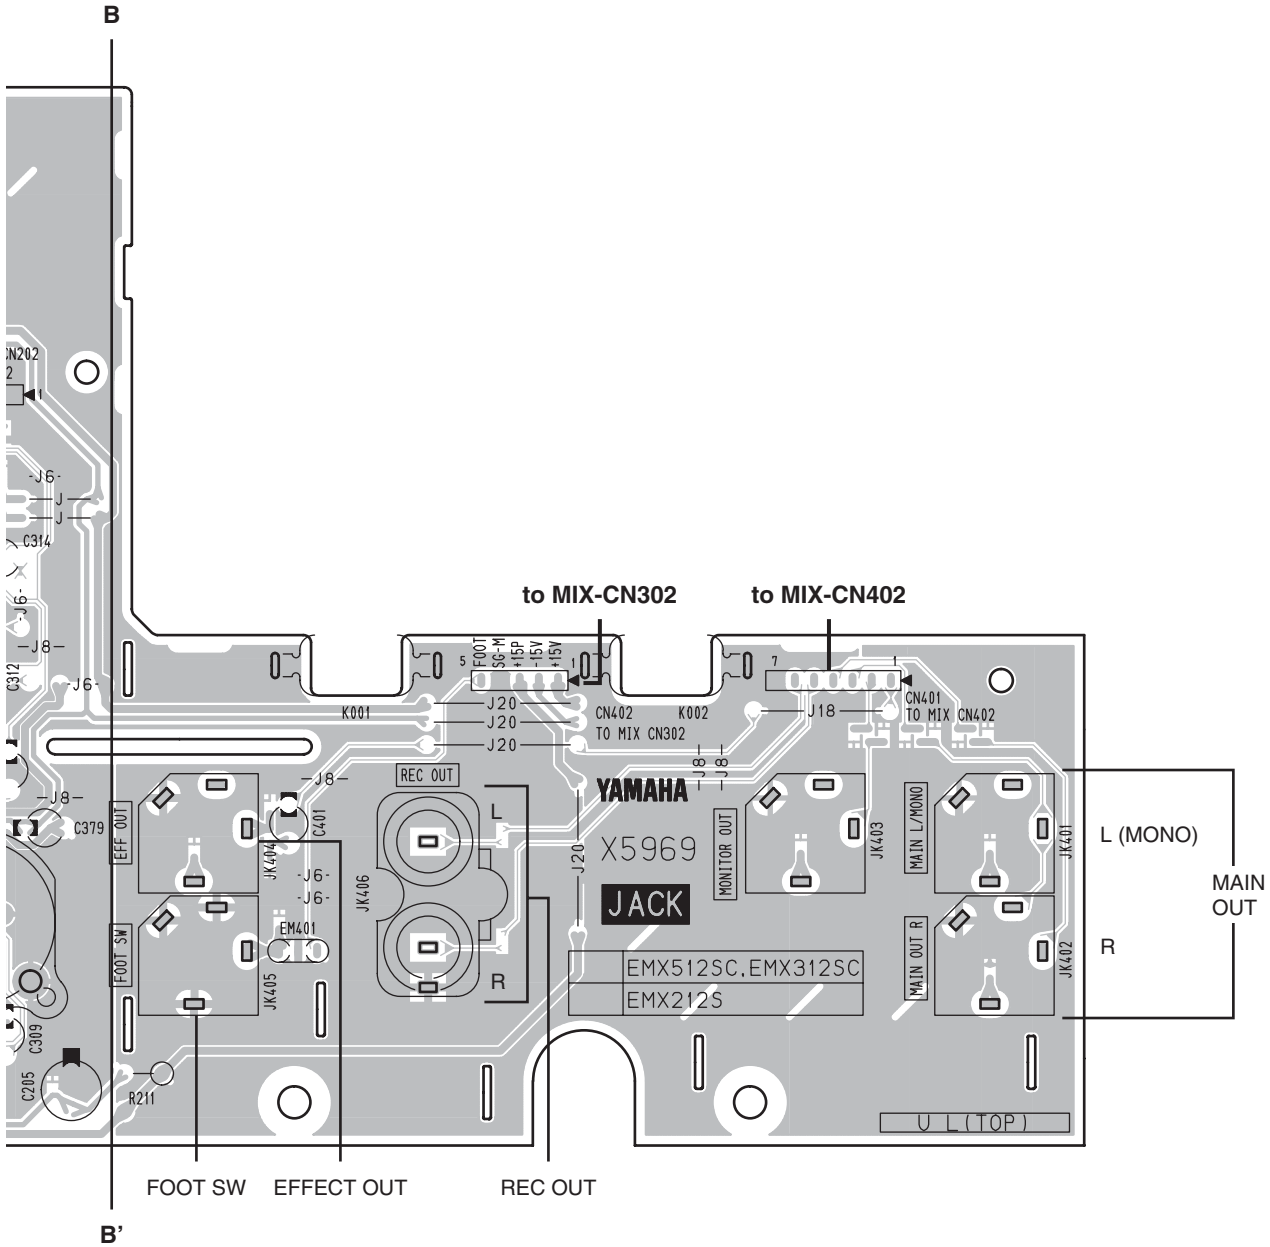 B
CN202
2
1
-J6-
J
J
C314
-J6-
to MIX-CN302
to MIX-CN402
-J8-
C312
-J6-
5
FOOT
SG-M
+15P
-15V
+15V
1
7
1
K001
J20
J20
J20
CN402
TO MIX CN302
K002
J18
CN401
TO MIX CN402
-J8-
-J8-
-J8-
-J8-
REC OUT
C379
EFF OUT
JK404
C401
L
YAMAHA
X5969
JACK
J20
MONITOR OUT
JK403
MAIN L/MONO
JK401
L (MONO)
-J6-
-J6-
JK406
MAIN
OUT
FOOT SW
EM401
JK405
R
EMX512SC,EMX312SC
EMX212S
MAIN OUT R
JK402
R
C309
C205
R211
U L(TOP)
FOOT SW
EFFECT OUT
REC OUT
B’